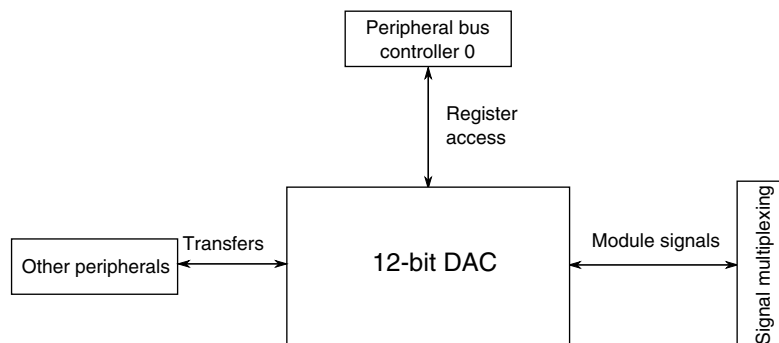 Peripheral bus
controller 0
Register
access
Transfers
Other peripherals
12-bit DAC
Module signals
Signal multiplexing